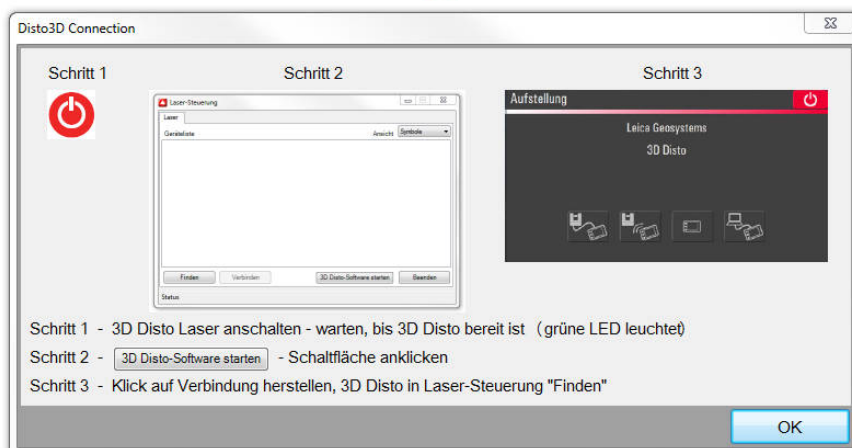 Disto3D Connection
Schritt 1
Schritt 2
Schritt 3
Laser-Steuerung
Laser
Geräteliste
Ansicht Symbole
Finden Verbinden 3D Disto-Software starten Beenden
Status
Aufstellung
Leica Geosystems
3D Disto
Schritt 1 - 3D Disto Laser anschalten - warten, bis 3D Disto bereit ist (grüne LED leuchtet)
Schritt 2 - 3D Disto-Software starten - Schaltfläche anklicken
Schritt 3 - Klick auf Verbindung herstellen, 3D Disto in Laser-Steuerung "Finden"
OK